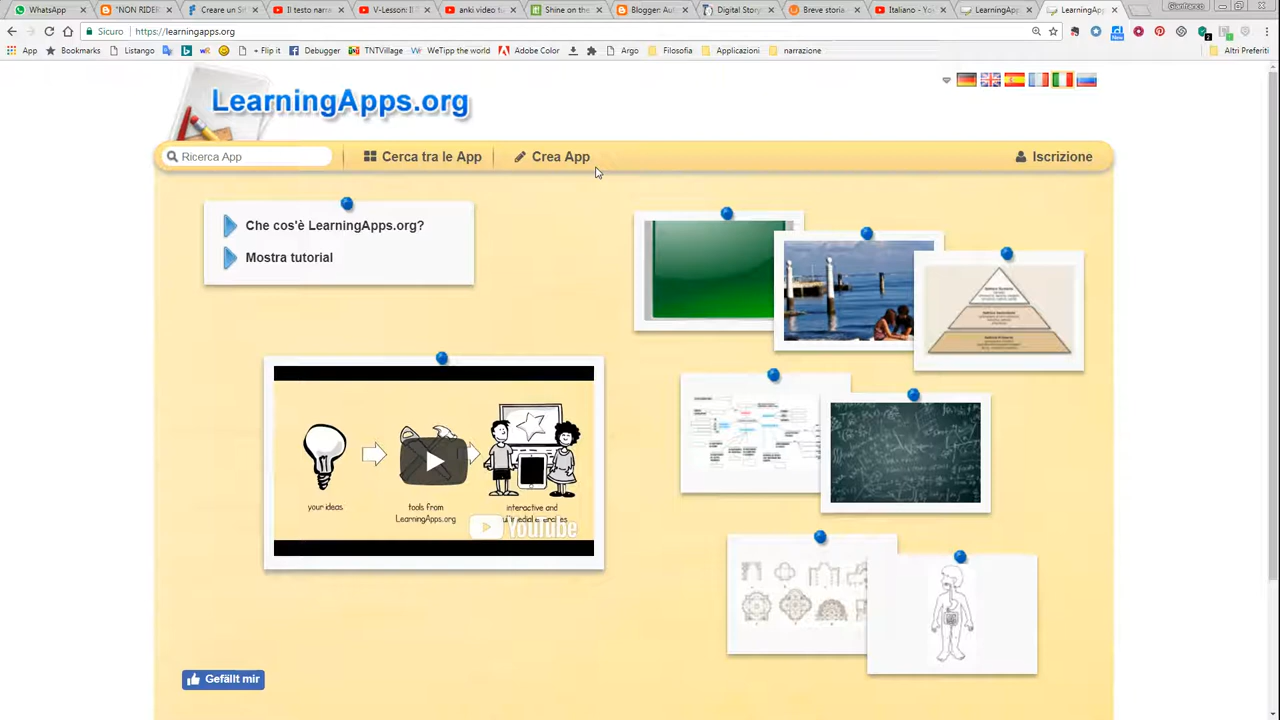 WhatsApp
"NON RIDER
Creare un Si
Il testo narra
V-Lesson: Il
anki video tu
Shine on the
Blogger: Aut
Digital Story
Breve storia
Italiano - Yo
LearningApp
LearningApp
Gianfranco
Sicuro
https://learningapps.org
App
Bookmarks
Listango
+ Flip it
Debugger
TNTVillage
WeTipp the world
Adobe Color
Argo
Filosofia
Applicazioni
narrazione
Altri Preferiti
LearningApps.org
Ricerca App
Cerca tra le App
Crea App
Iscrizione
Che cos'è LearningApps.org?
Mostra tutorial
your ideas
tools from
LearningApps.org
interactive and
YouTube
Gefällt mir